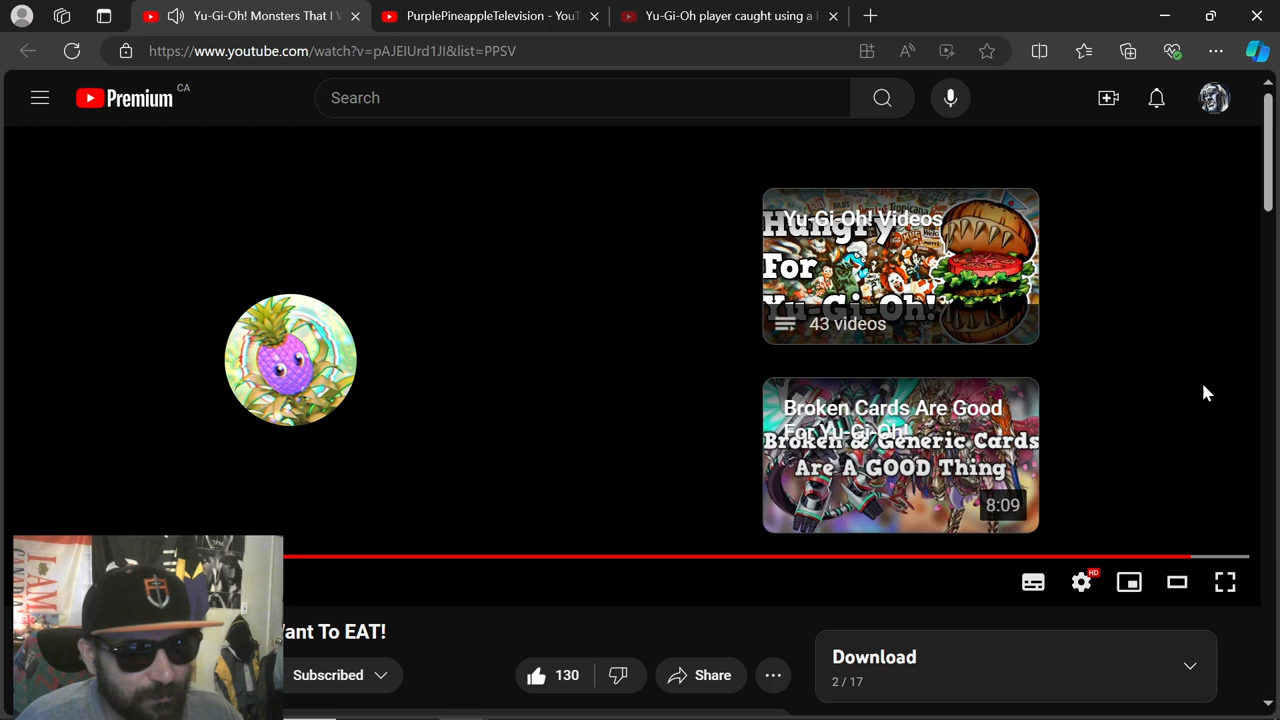 Yu-Gi-Oh! Monsters That I W
PurplePineappleTelevision - YouT
Yu-Gi-Oh player caught using a F
https://www.youtube.com/watch?v=pAJEIUrd1JI&list=PPSV
Premium
CA
Search
Yu-Gi-Oh! Videos
Hungry
For
Yu-Gi-Oh!
43 videos
Broken Cards Are Good
For Yu-Gi-Oh!
Broken & Generic Cards
Are A GOOD Thing
8:09
HD
I AM
CANADIAN
Want To EAT!
Subscribed
130
Share
Download
2 / 17